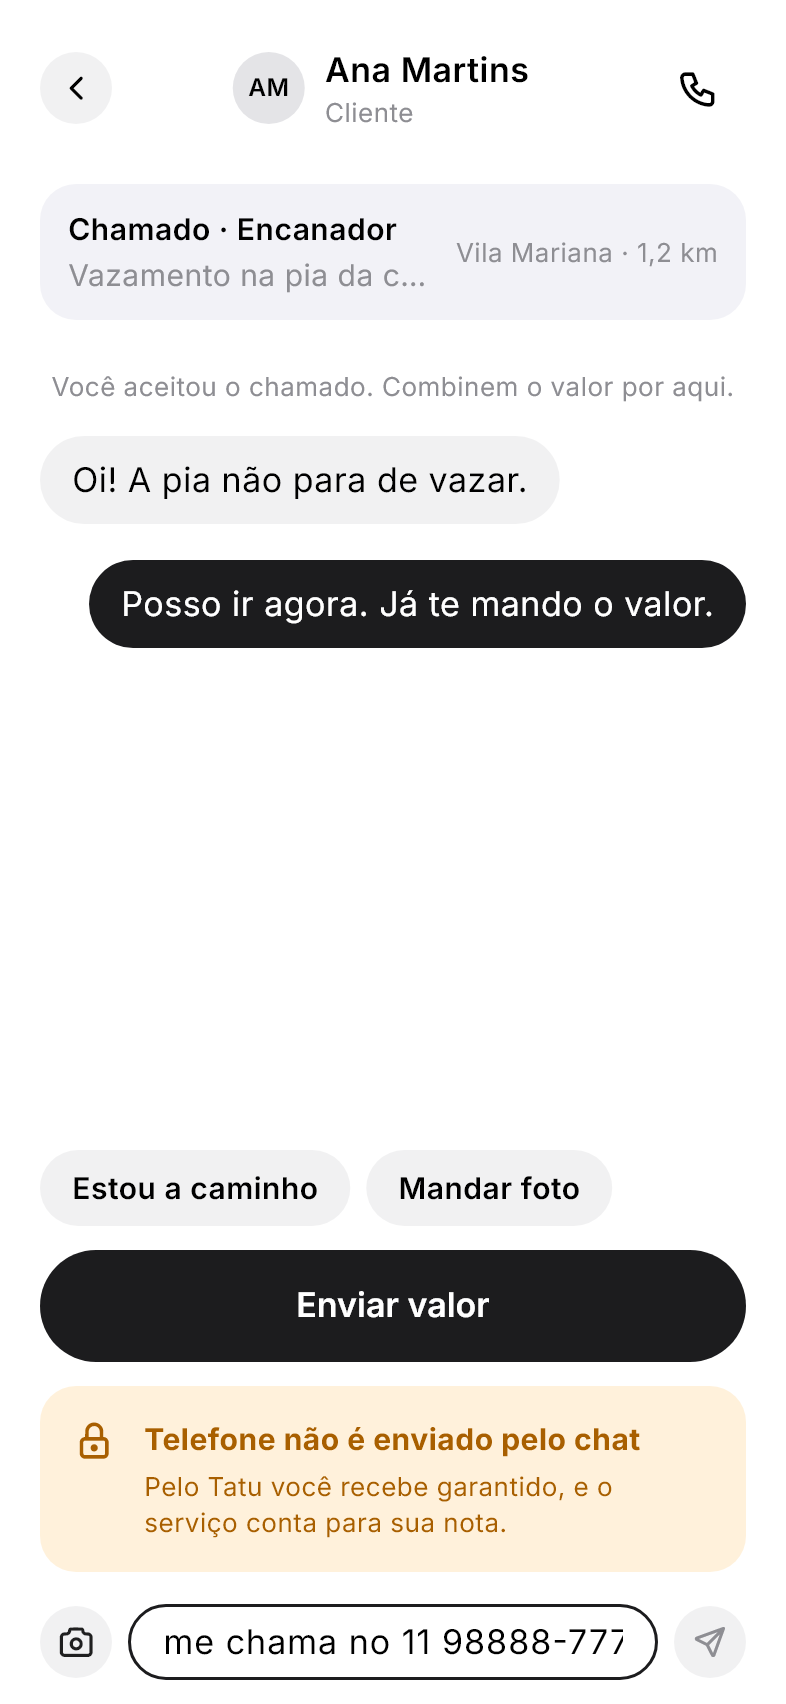 AM
Ana Martins
Cliente
Chamado · Encanador
Vazamento na pia da c...
Vila Mariana · 1,2 km
Você aceitou o chamado. Combinem o valor por aqui.
Oi! A pia não para de vazar.
Posso ir agora. Já te mando o valor.
Estou a caminho
Mandar foto
Enviar valor
Telefone não é enviado pelo chat
Pelo Tatu você recebe garantido, e o
serviço conta para sua nota.
me chama no 11 98888-777